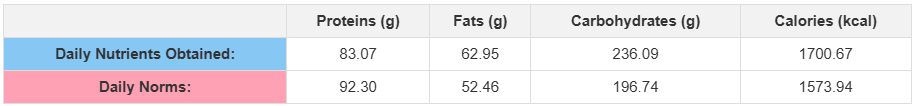 Proteins (g) Fats (g) Carbohydrates (g) Calories (kcal)
Daily Nutrients Obtained: 83.07 62.95 236.09 1700.67
Daily Norms: 92.30 52.46 196.74 1573.94